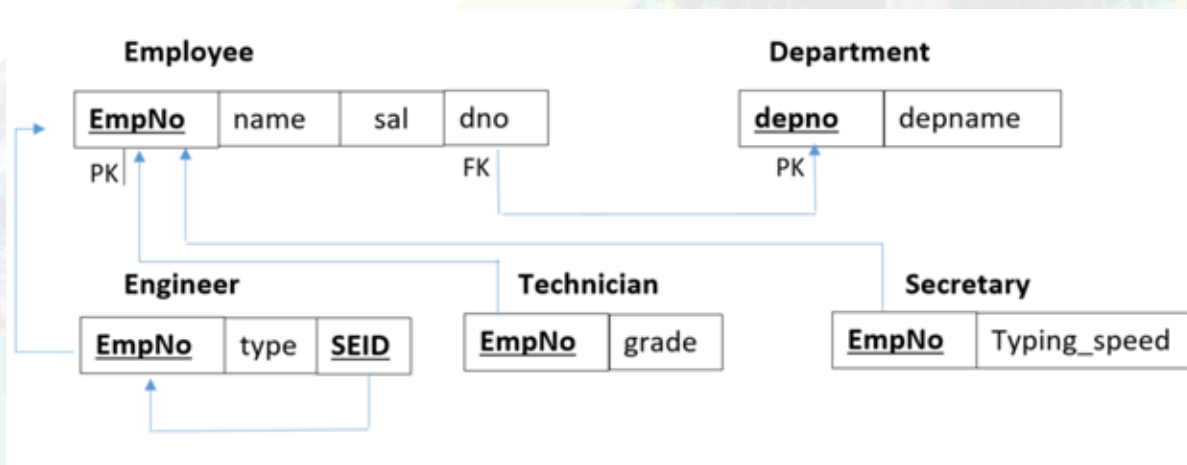 Employee Department
EmpNo name sal dno depno depname
PK FK PK
Engineer Technician Secretary
EmpNo type SEID EmpNo grade EmpNo Typing_speed